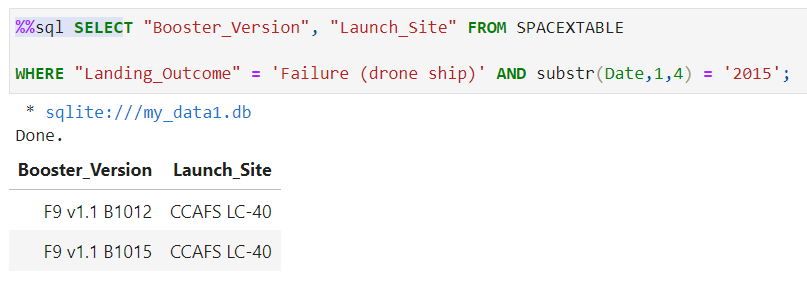 %%sql SELECT "Booster_Version", "Launch_Site" FROM SPACEXTABLE
WHERE "Landing_Outcome" = 'Failure (drone ship)' AND substr(Date,1,4) = '2015';
* sqlite:///my_data1.db
Done.
Booster_Version Launch_Site
F9 v1.1 B1012 CCAFS LC-40
F9 v1.1 B1015 CCAFS LC-40